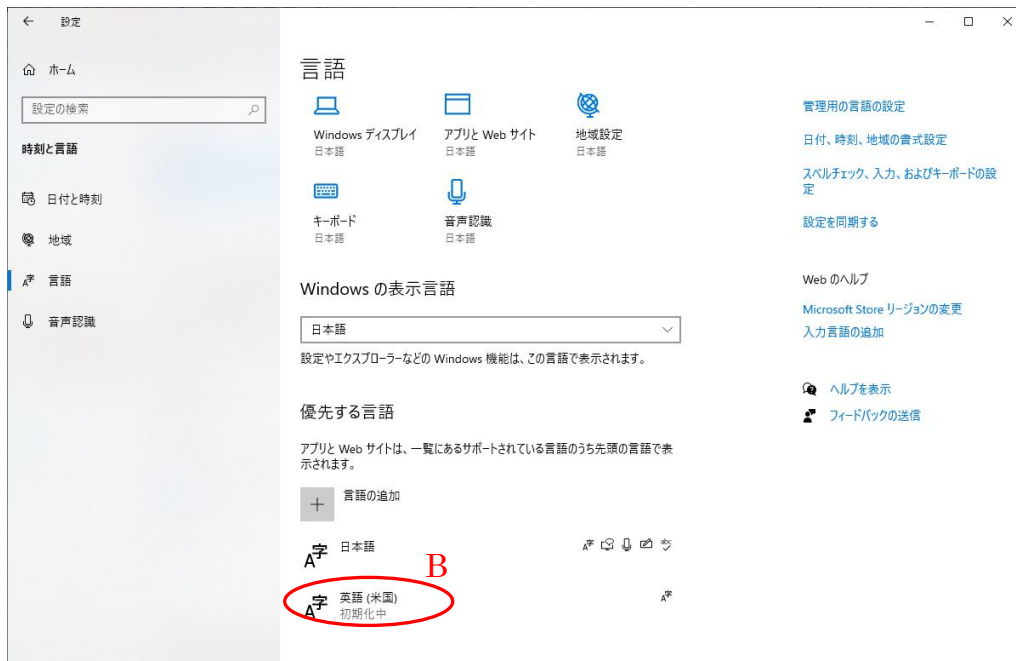 設定
ホーム
設定の検索
時刻と言語
日付と時刻
地域
言語
音声認識
言語
Windows ディスプレイ
日本語
アプリと Web サイト
日本語
地域設定
日本語
キーボード
日本語
音声認識
日本語
Windows の表示言語
日本語
設定やエクスプローラーなどの Windows 機能は、この言語で表示されます。
優先する言語
アプリと Web サイトは、一覧にあるサポートされている言語のうち先頭の言語で表
示されます。
言語の追加
日本語
B
英語 (米国)
初期化中
管理用の言語の設定
日付、時刻、地域の書式設定
スペルチェック、入力、およびキーボードの設
定
設定を同期する
Web のヘルプ
Microsoft Store リージョンの変更
入力言語の追加
ヘルプを表示
フィードバックの送信